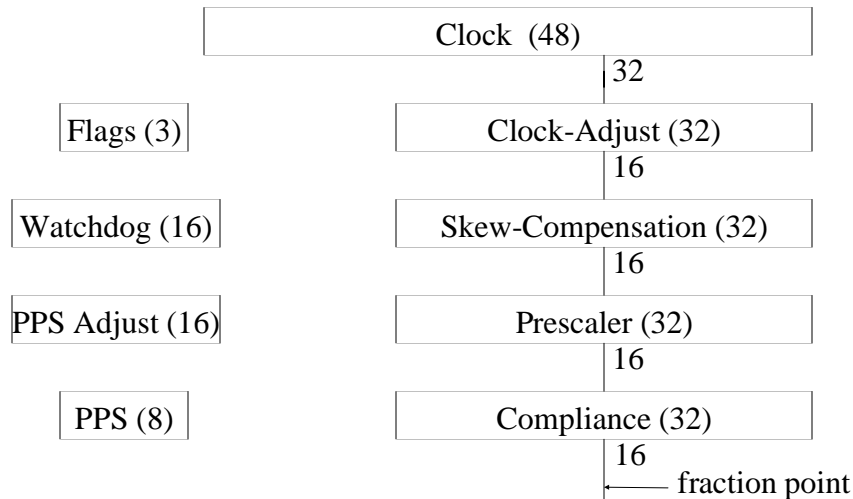 Clock (48)
32
Flags (3)
Clock-Adjust (32)
16
Watchdog (16)
Skew-Compensation (32)
16
PPS Adjust (16)
Prescaler (32)
16
PPS (8)
Compliance (32)
16
fraction point